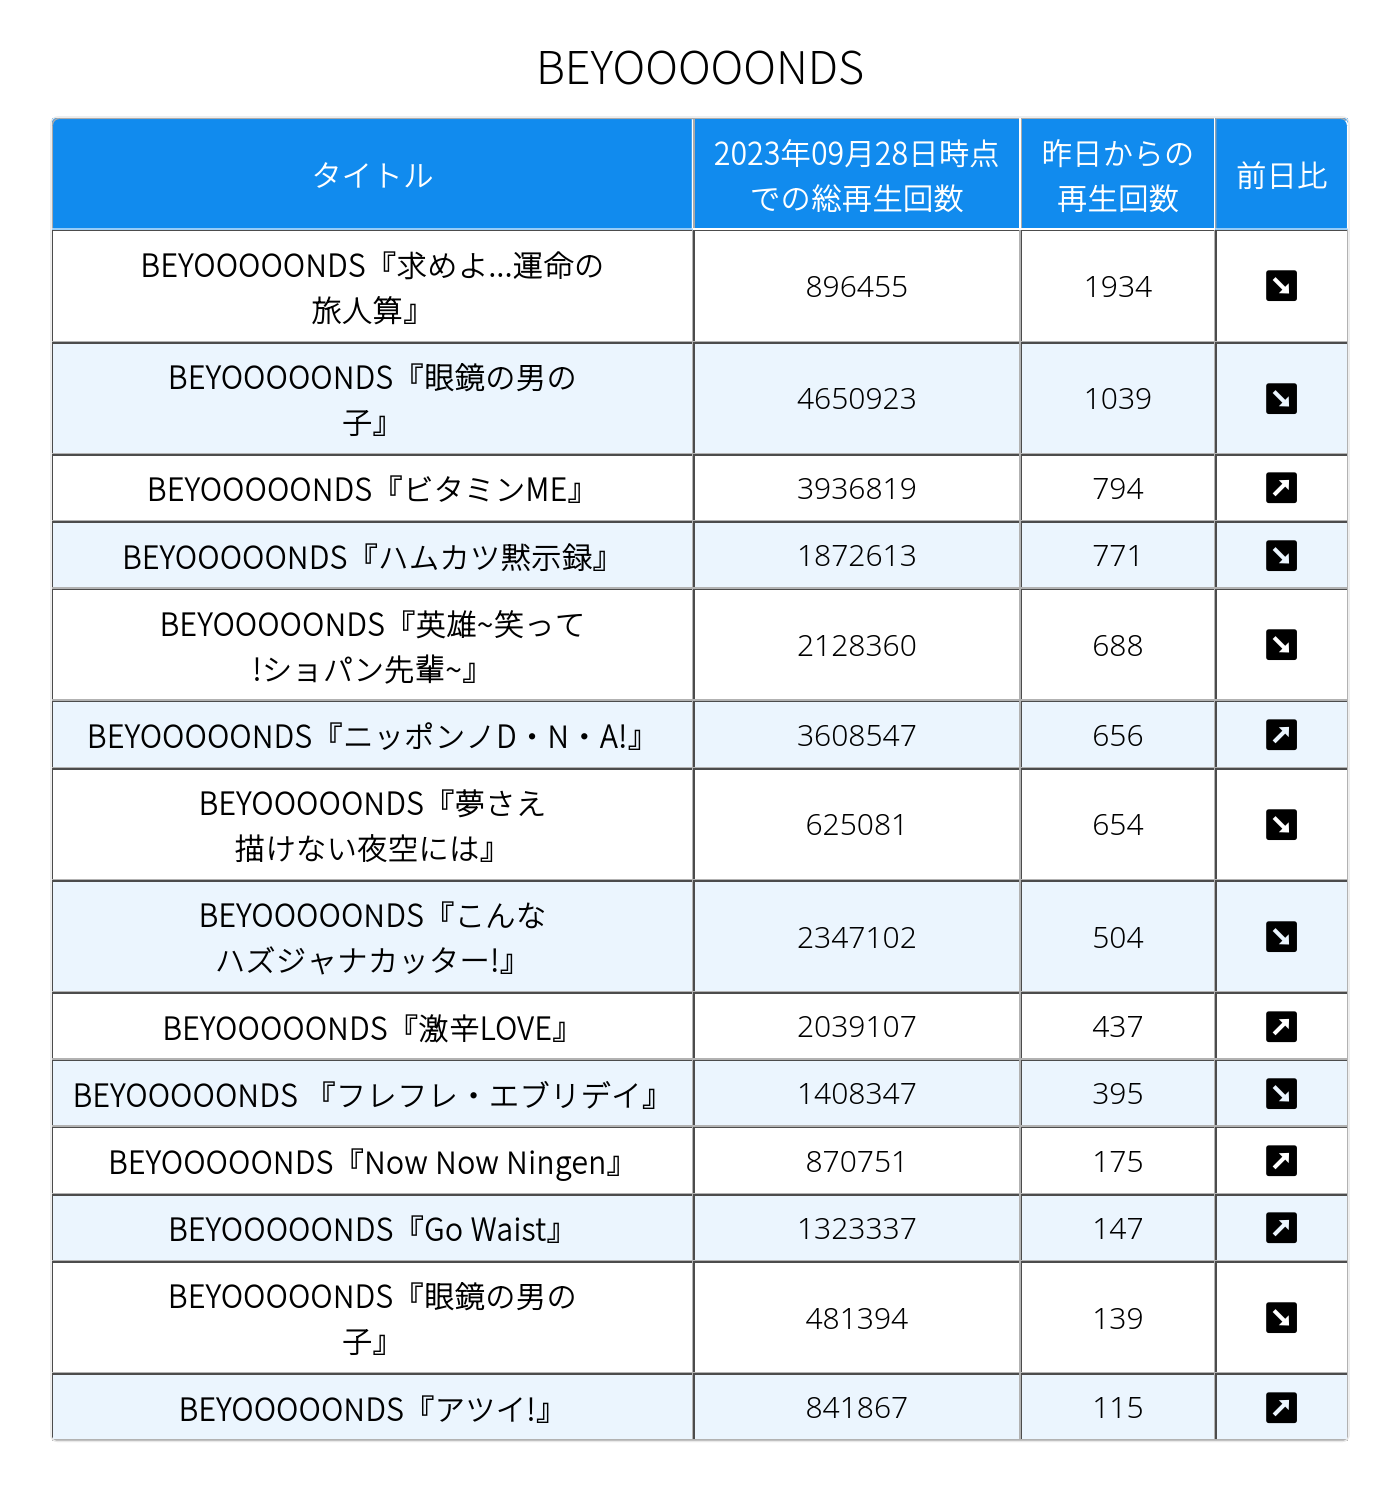 BEYOOOOONDS
タイトル
2023年09月28日時点
での総再生回数
昨日からの
再生回数
前日比
BEYOOOOONDS『求めよ...運命の
旅人算』
896455
1934
BEYOOOOONDS『眼鏡の男の
子』
4650923
1039
BEYOOOOONDS『ビタミンME』
3936819
794
BEYOOOOONDS『ハムカツ黙示録』
1872613
771
BEYOOOOONDS『英雄~笑って
!ショパン先輩~』
2128360
688
BEYOOOOONDS『ニッポンノD・N・A!』
3608547
656
BEYOOOOONDS『夢さえ
描けない夜空には』
625081
654
BEYOOOOONDS『こんな
ハズジャナカッター!』
2347102
504
BEYOOOOONDS『激辛LOVE』
2039107
437
BEYOOOOONDS 『フレフレ・エブリデイ』
1408347
395
BEYOOOOONDS『Now Now Ningen』
870751
175
BEYOOOOONDS『Go Waist』
1323337
147
BEYOOOOONDS『眼鏡の男の
子』
481394
139
BEYOOOOONDS『アツイ!』
841867
115